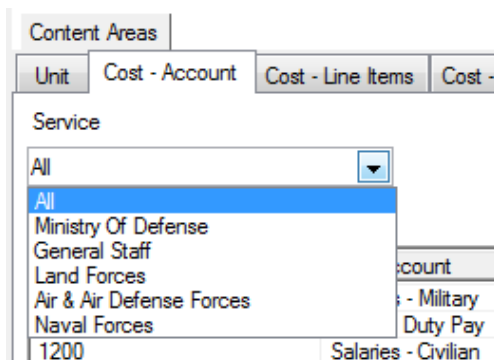 Content Areas
Unit Cost - Account Cost - Line Items Cost -
Service
All
All
Ministry Of Defense
General Staff
Land Forces
Air & Air Defense Forces
Naval Forces
ccount
- Military
Duty Pay
1200 Salaries - Civilian